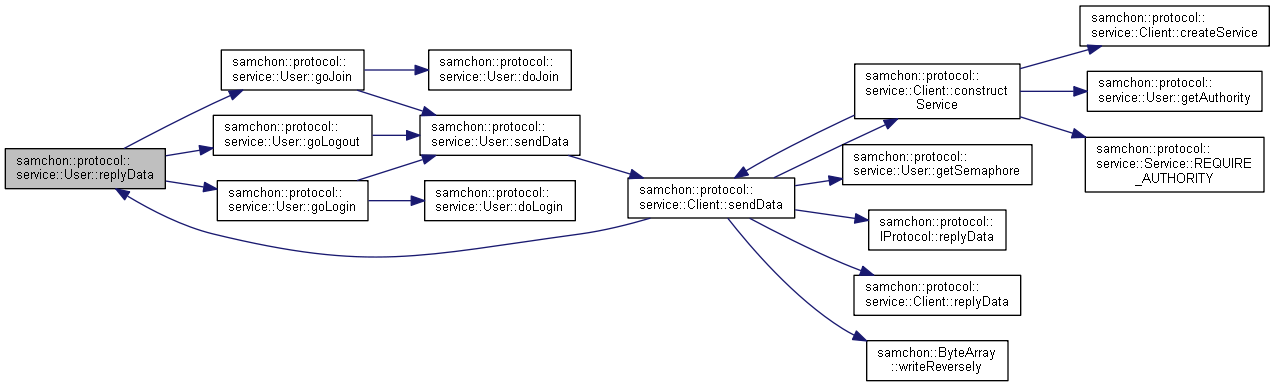 samchon::protocol::
service::User::replyData
samchon::protocol::
service::User::goJoin
samchon::protocol::
service::User::goLogout
samchon::protocol::
service::User::goLogin
samchon::protocol::
service::User::doJoin
samchon::protocol::
service::User::sendData
samchon::protocol::
service::User::doLogin
samchon::protocol::
service::Client::sendData
samchon::protocol::
service::Client::construct
Service
samchon::protocol::
service::User::getSemaphore
samchon::protocol::
IProtocol::replyData
samchon::protocol::
service::Client::replyData
samchon::ByteArray
::writeReversely
samchon::protocol::
service::Client::createService
samchon::protocol::
service::User::getAuthority
samchon::protocol::
service::Service::REQUIRE
_AUTHORITY